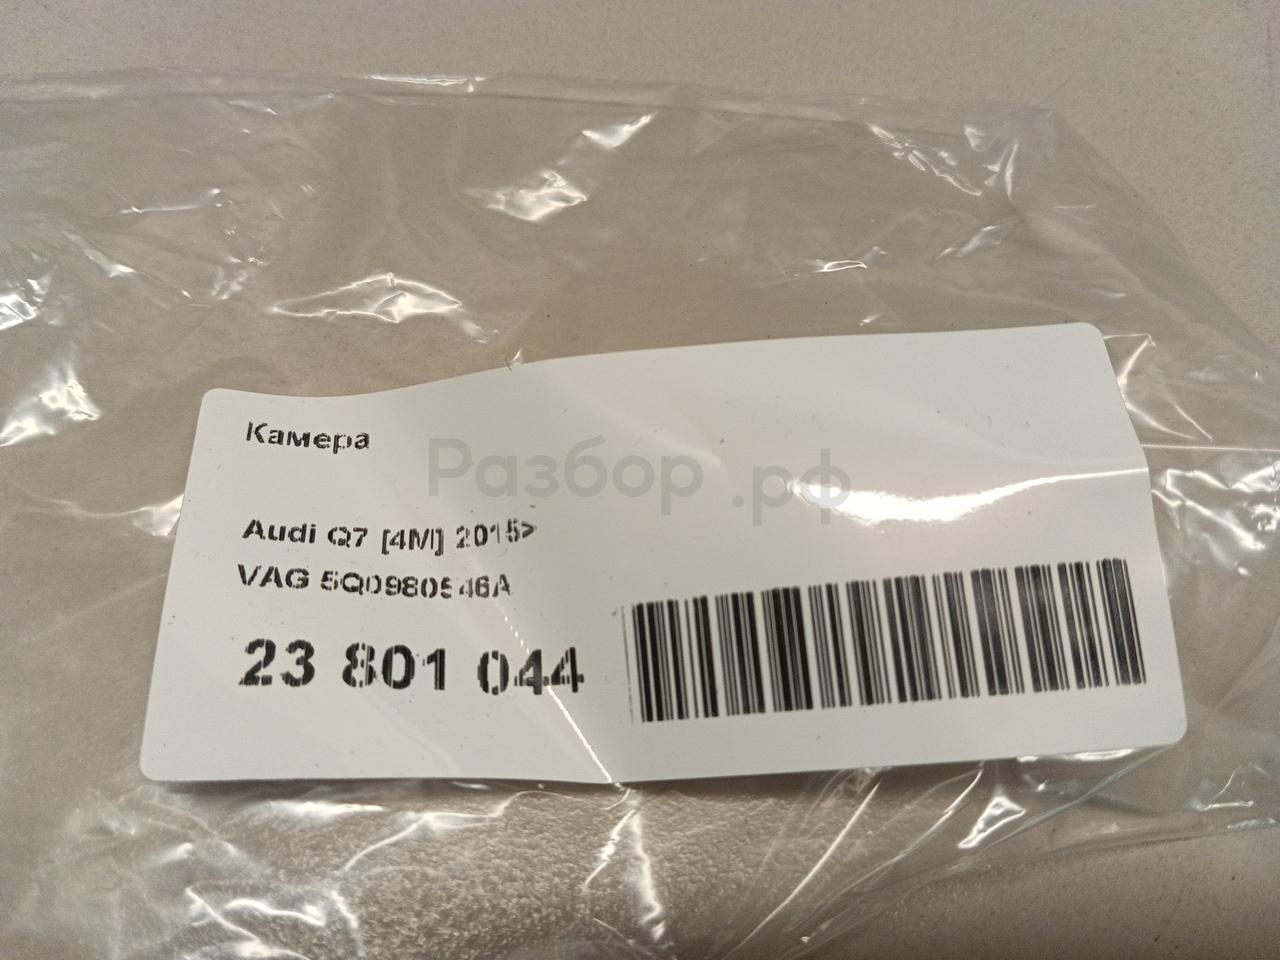 Камера
Разбор.рф
Audi Q7 [4M] 2015>
VAG 5Q0980546A
23 801 044